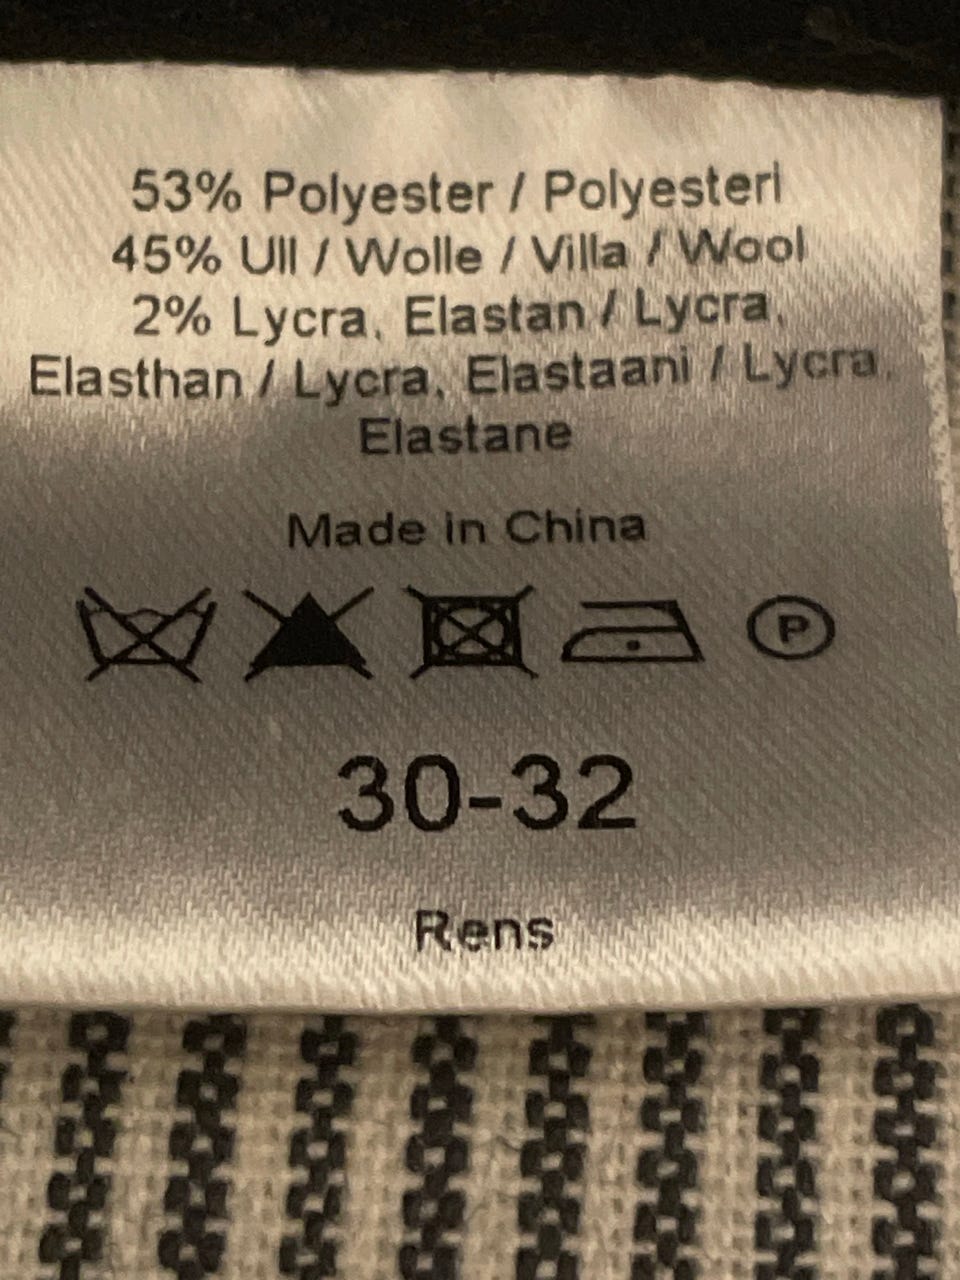 53% Polyester / Polyesteri
45% Ull / Wolle / Villa / Wool
2% Lycra, Elastan / Lycra,
Elasthan / Lycra, Elastaani / Lycra,
Elastane
Made in China
P
30-32
Rens